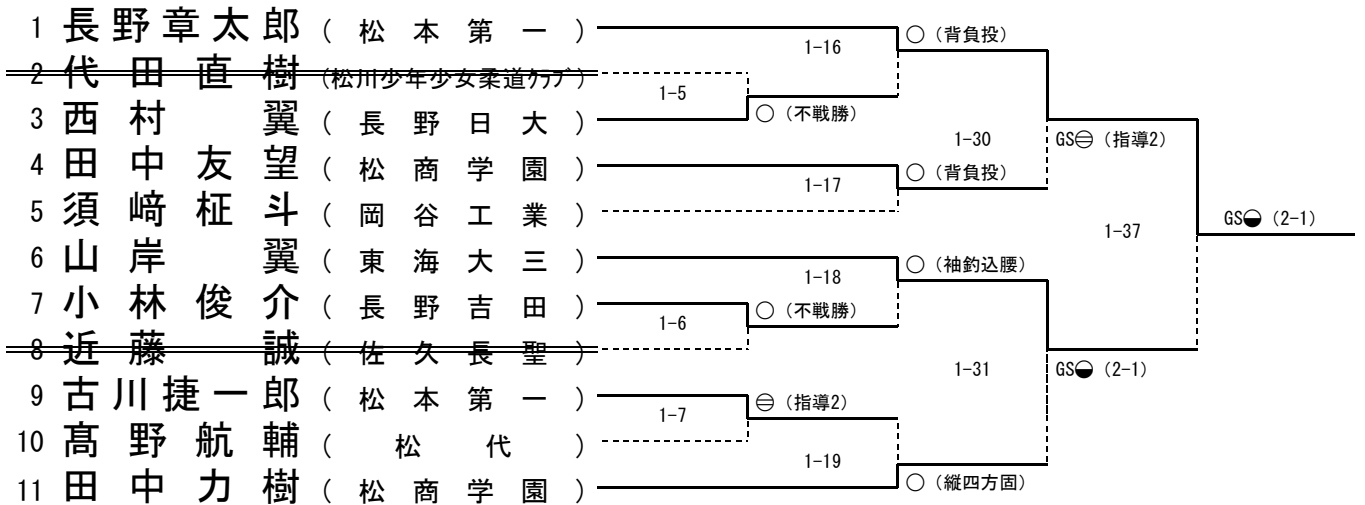 1 長野章太郎 ( 松本第一 )
2 代田直樹 (松川少年少女柔道ｸﾗﾌﾞ)
3 西村翼 ( 長野日大 )
4 田中友望 ( 松商学園 )
5 須﨑柾斗 ( 岡谷工業 )
6 山岸翼 ( 東海大三 )
7 小林俊介 ( 長野吉田 )
8 近藤誠 ( 佐久長聖 )
9 古川捷一郎 ( 松本第一 )
10 髙野航輔 ( 松代 )
11 田中力樹 ( 松商学園 )
1-5
○ (不戦勝)
1-6
○ (不戦勝)
1-7
⊖ (指導2)
1-16
○ (背負投)
1-17
○ (背負投)
1-18
○ (袖釣込腰)
1-19
○ (縦四方固)
1-30
GS⊖ (指導2)
1-31
GS◒ (2-1)
1-37
GS◒ (2-1)